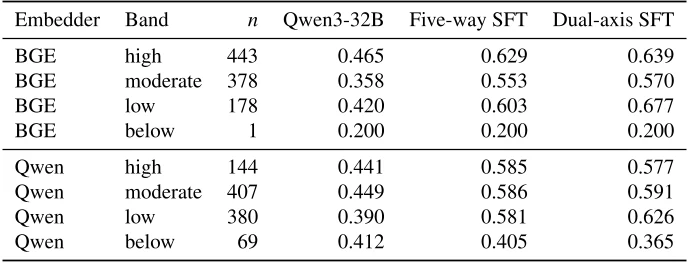 Embedder Band n Qwen3-32B Five-way SFT Dual-axis SFT
BGE high 443 0.465 0.629 0.639
BGE moderate 378 0.358 0.553 0.570
BGE low 178 0.420 0.603 0.677
BGE below 1 0.200 0.200 0.200
Qwen high 144 0.441 0.585 0.577
Qwen moderate 407 0.449 0.586 0.591
Qwen low 380 0.390 0.581 0.626
Qwen below 69 0.412 0.405 0.365